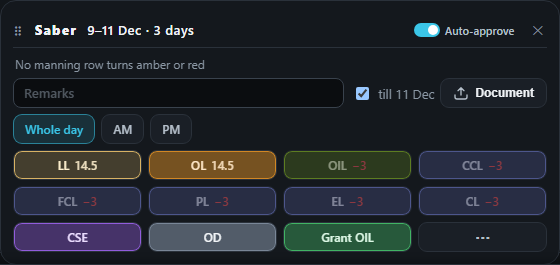 Saber 9–11 Dec · 3 days Auto-approve
No manning row turns amber or red
Remarks till 11 Dec Document
Whole day AM PM
LL 14.5 OL 14.5 OIL −3 CCL −3
FCL −3 PL −3 EL −3 CL −3
CSE OD Grant OIL ---